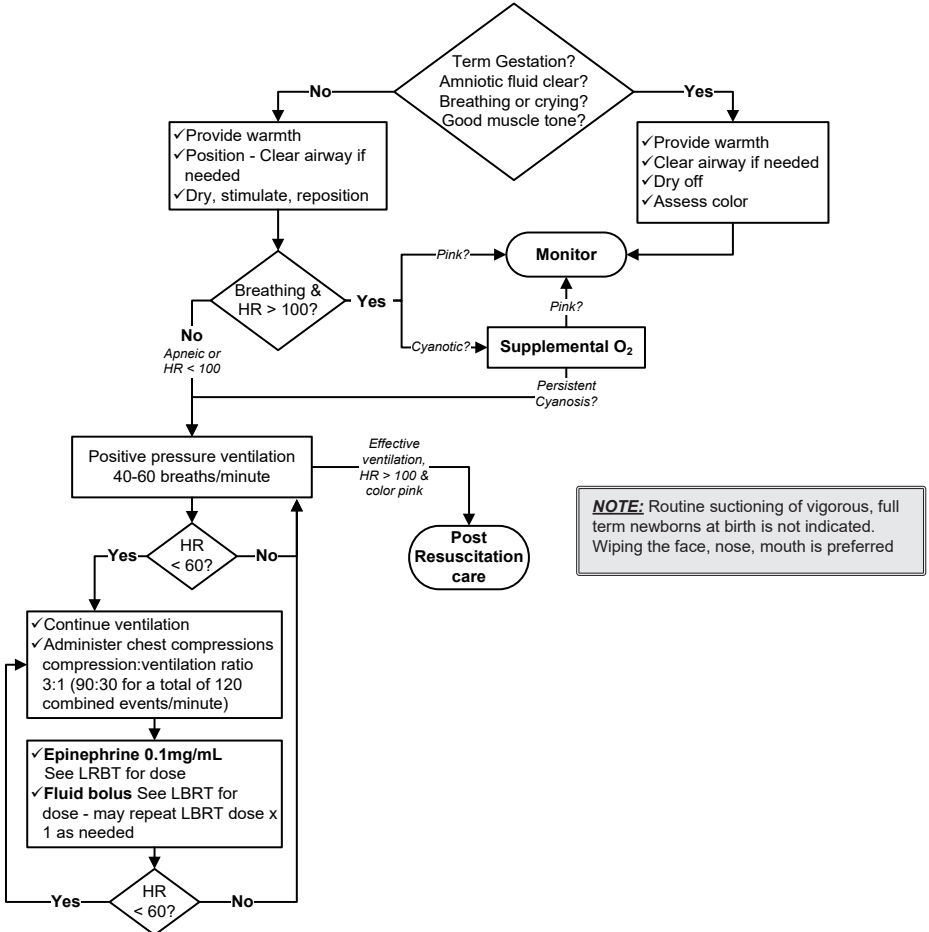 Term Gestation?
Amniotic fluid clear?
Breathing or crying?
Good muscle tone?
No
Yes
✓Provide warmth
✓Position - Clear airway if
needed
✓Dry, stimulate, reposition
✓Provide warmth
✓Clear airway if needed
✓Dry off
✓Assess color
Breathing &
HR > 100?
Yes
Pink?
Monitor
Pink?
Cyanotic?
Supplemental O₂
No
Apneic or
HR < 100
Persistent
Cyanosis?
Positive pressure ventilation
40-60 breaths/minute
Effective
ventilation,
HR > 100 &
color pink
Post
Resuscitation
care
NOTE: Routine suctioning of vigorous, full
term newborns at birth is not indicated.
Wiping the face, nose, mouth is preferred
Yes
HR
< 60?
No
✓Continue ventilation
✓Administer chest compressions
compression:ventilation ratio
3:1 (90:30 for a total of 120
combined events/minute)
✓Epinephrine 0.1mg/mL
See LRBT for dose
✓Fluid bolus See LBRT for
dose - may repeat LBRT dose x
1 as needed
Yes
HR
< 60?
No